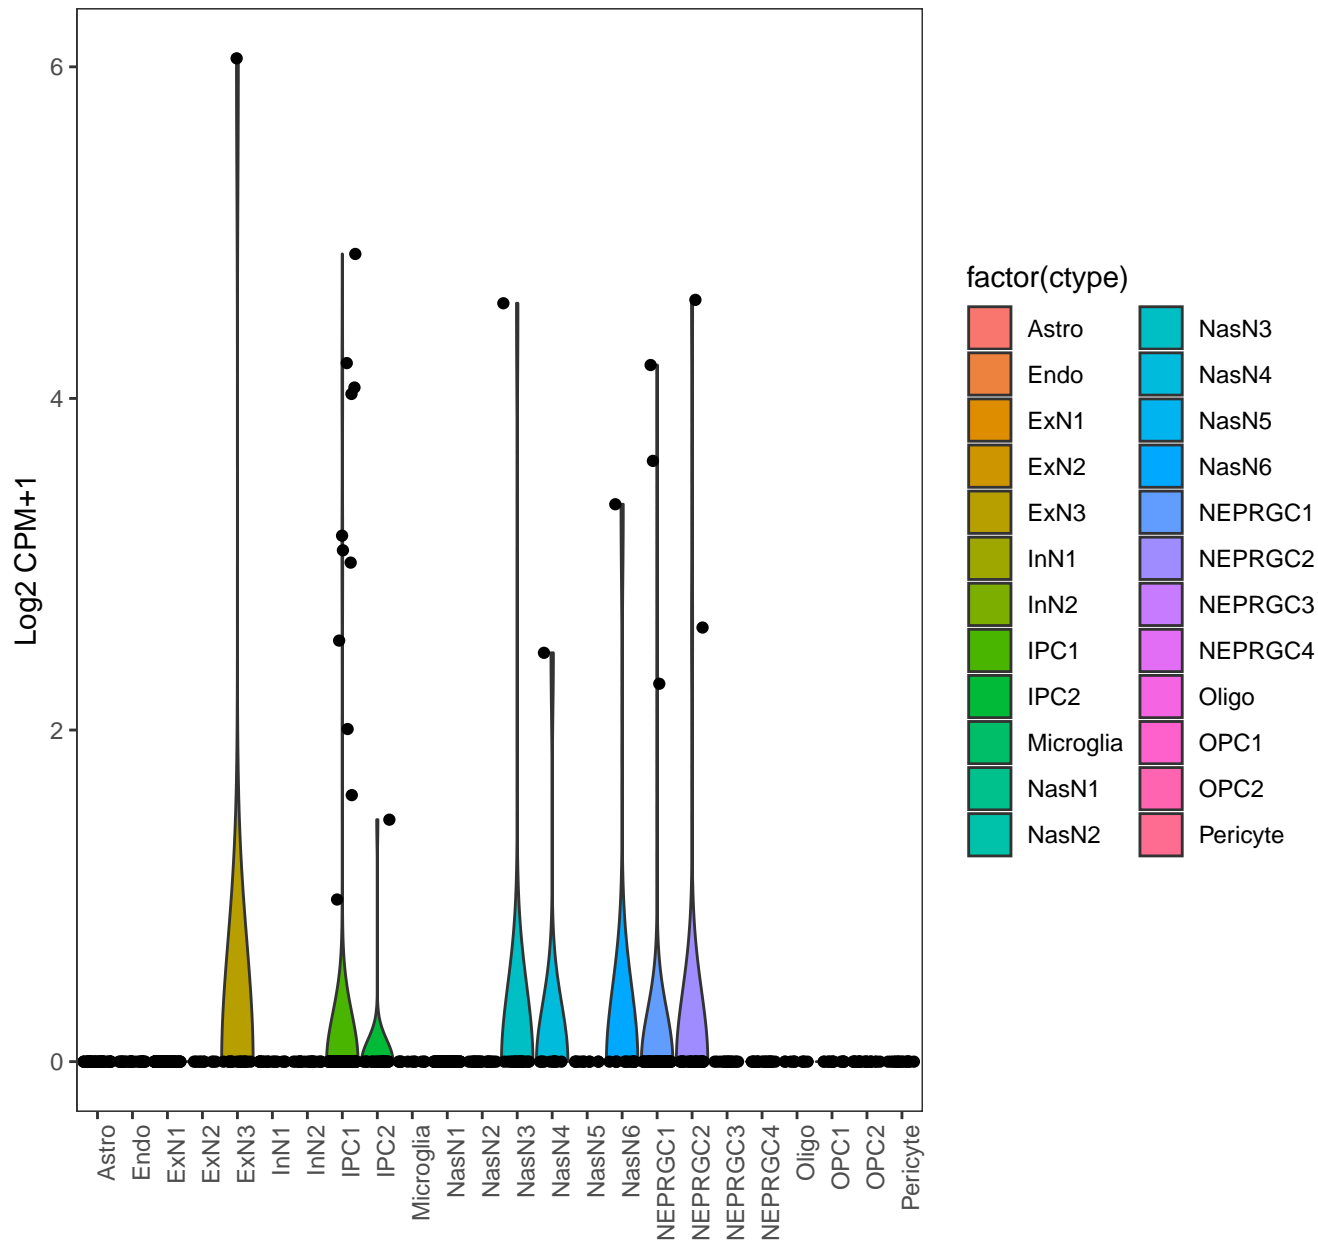 6
4
2
0
Log2 CPM+1
Astro
Endo
ExN1
ExN2
ExN3
InN1
InN2
IPC1
IPC2
Microglia
NasN1
NasN2
NasN3
NasN4
NasN5
NasN6
NEPRGC1
NEPRGC2
NEPRGC3
NEPRGC4
Oligo
OPC1
OPC2
Pericyte
factor(ctype)
Astro
Endo
ExN1
ExN2
ExN3
InN1
InN2
IPC1
IPC2
Microglia
NasN1
NasN2
NasN3
NasN4
NasN5
NasN6
NEPRGC1
NEPRGC2
NEPRGC3
NEPRGC4
Oligo
OPC1
OPC2
Pericyte